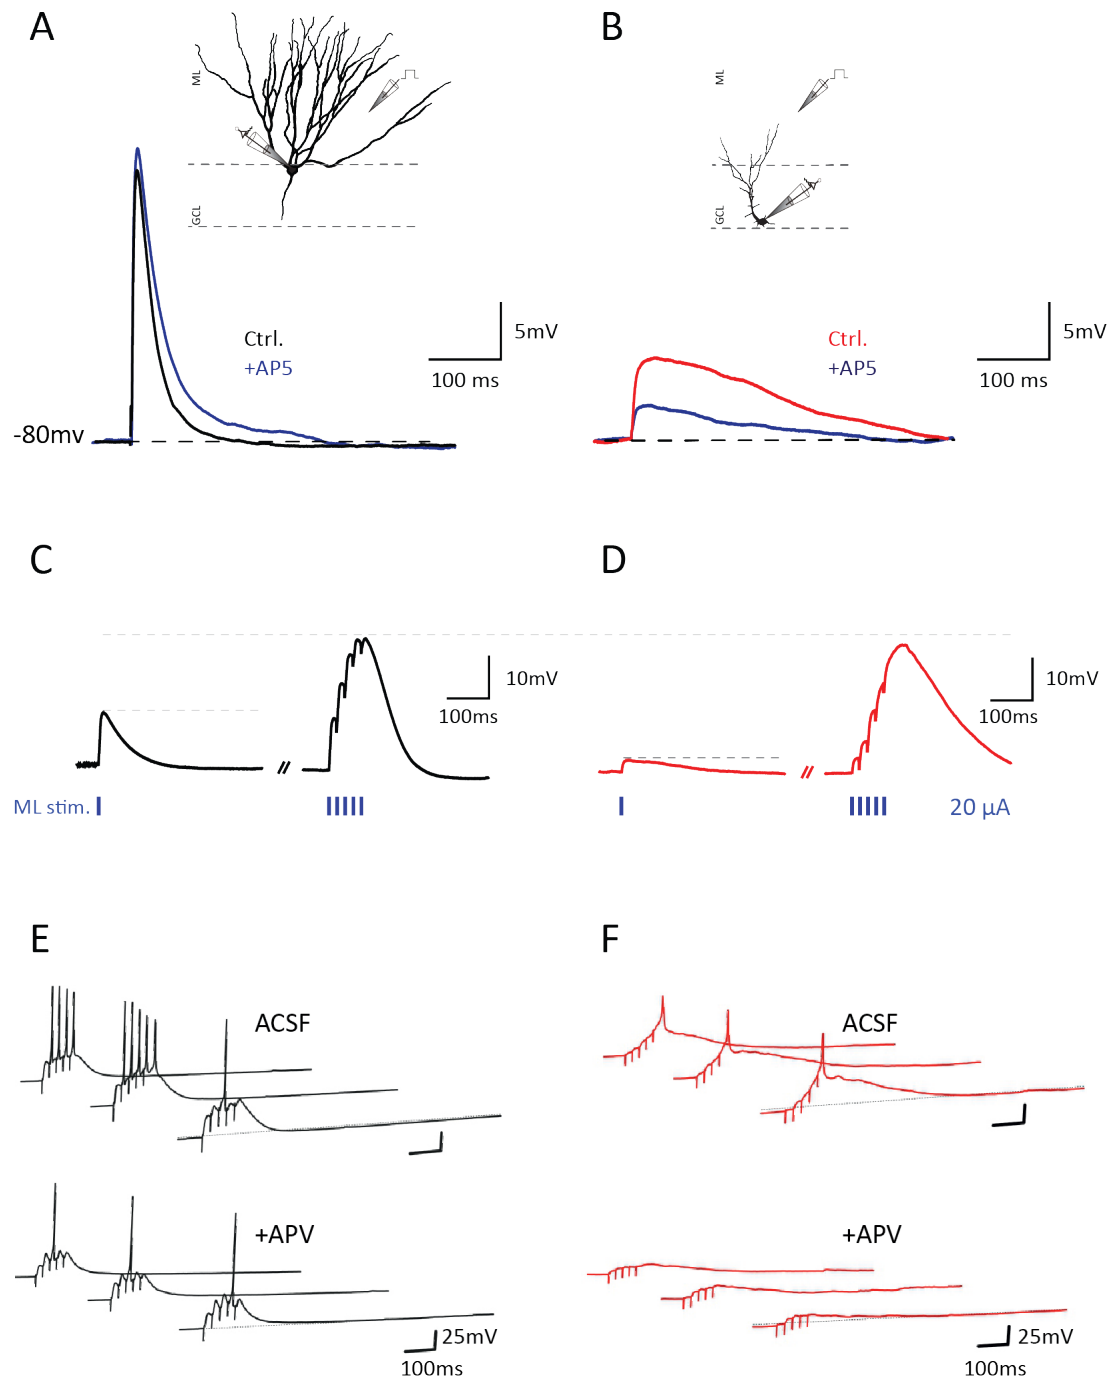 A
B
ML
GCL
ML
GCL
Ctrl.
+AP5
5mV
100 ms
Ctrl.
+AP5
5mV
100 ms
-80mv
C
D
10mV
100ms
10mV
100ms
ML stim.
20 µA
E
F
ACSF
ACSF
+APV
+APV
25mV
100ms
25mV
100ms